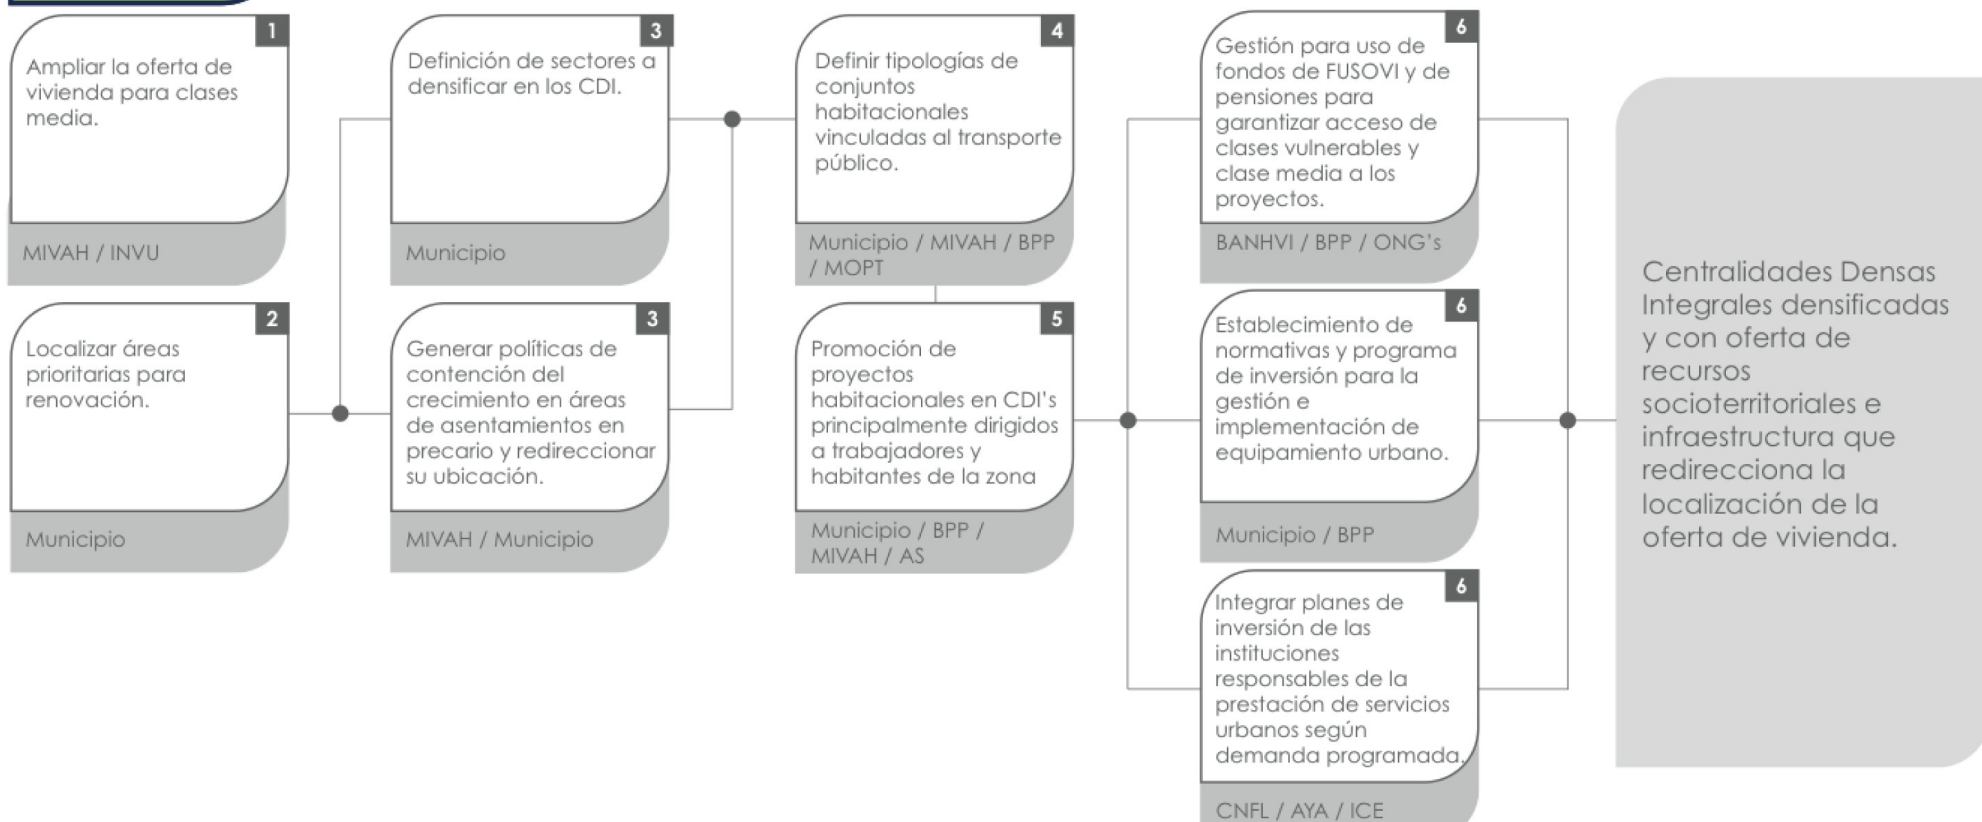 1
Ampliar la oferta de
vivienda para clases
media.
MIVAH / INVU
2
Localizar áreas
prioritarias para
renovación.
Municipio
3
Definición de sectores a
densificar en los CDI.
Municipio
3
Generar políticas de
contención del
crecimiento en áreas
de asentamientos en
precario y redireccionar
su ubicación.
MIVAH / Municipio
4
Definir tipologías de
conjuntos
habitacionales
vinculadas al transporte
público.
Municipio / MIVAH / BPP
/ MOPT
5
Promoción de
proyectos
habitacionales en CDI's
principalmente dirigidos
a trabajadores y
habitantes de la zona
Municipio / BPP /
MIVAH / AS
6
Gestión para uso de
fondos de FUSOVI y de
pensiones para
garantizar acceso de
clases vulnerables y
clase media a los
proyectos.
BANHVI / BPP / ONG's
6
Establecimiento de
normativas y programa
de inversión para la
gestión e
implementación de
equipamiento urbano.
Municipio / BPP
6
Integrar planes de
inversión de las
instituciones
responsables de la
prestación de servicios
urbanos según
demanda programada.
CNFL / AYA / ICE
Centralidades Densas
Integrales densificadas
y con oferta de
recursos
socioterritoriales e
infraestructura que
redirecciona la
localización de la
oferta de vivienda.